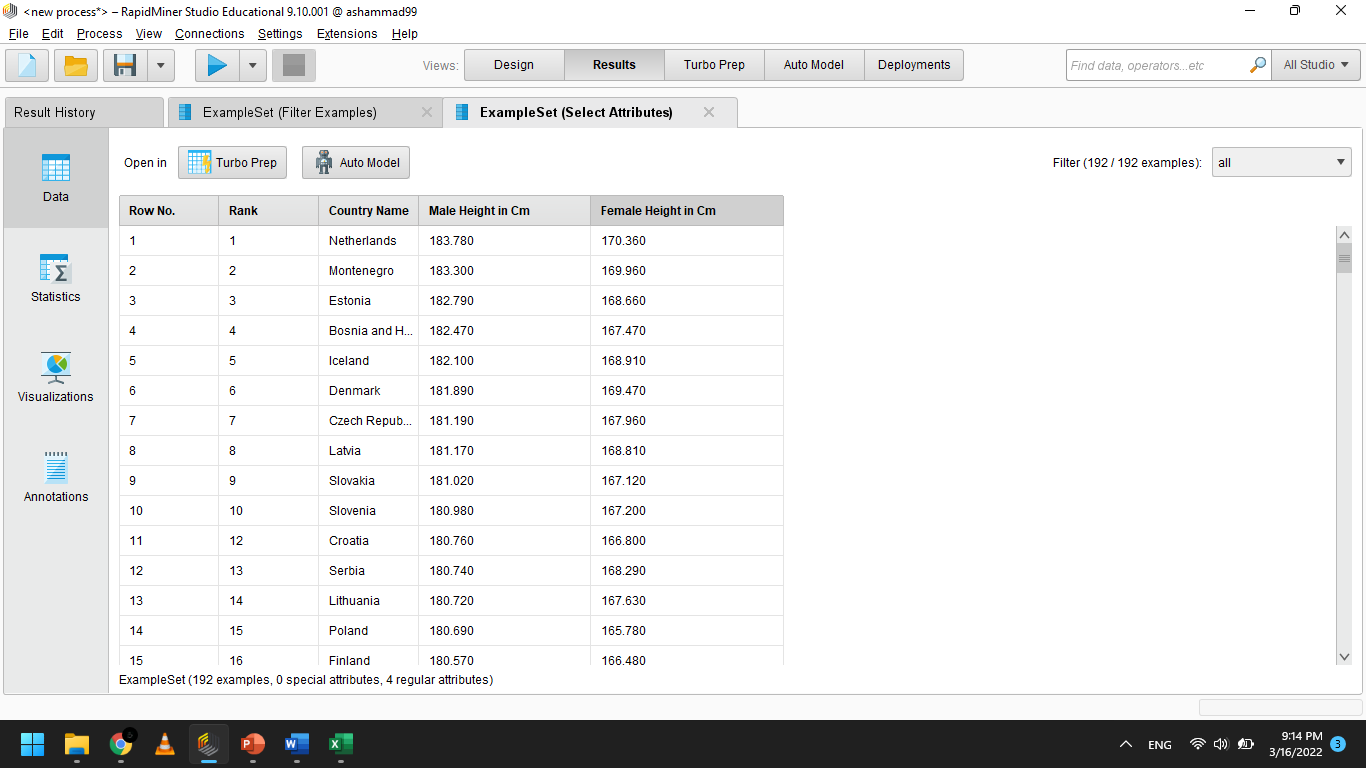 <new process*> – RapidMiner Studio Educational 9.10.001 @ ashammad99
File Edit Process View Connections Settings Extensions Help
Views: Design Results Turbo Prep Auto Model Deployments Find data, operators...etc All Studio
Result History ExampleSet (Filter Examples) ExampleSet (Select Attributes)
Open in Turbo Prep Auto Model Filter (192 / 192 examples): all
Data
Statistics
Visualizations
Annotations
Row No. Rank Country Name Male Height in Cm Female Height in Cm
1 1 Netherlands 183.780 170.360
2 2 Montenegro 183.300 169.960
3 3 Estonia 182.790 168.660
4 4 Bosnia and H... 182.470 167.470
5 5 Iceland 182.100 168.910
6 6 Denmark 181.890 169.470
7 7 Czech Repub... 181.190 167.960
8 8 Latvia 181.170 168.810
9 9 Slovakia 181.020 167.120
10 10 Slovenia 180.980 167.200
11 12 Croatia 180.760 166.800
12 13 Serbia 180.740 168.290
13 14 Lithuania 180.720 167.630
14 15 Poland 180.690 165.780
15 16 Finland 180.570 166.480
ExampleSet (192 examples, 0 special attributes, 4 regular attributes)
ENG 9:14 PM
3/16/2022 3